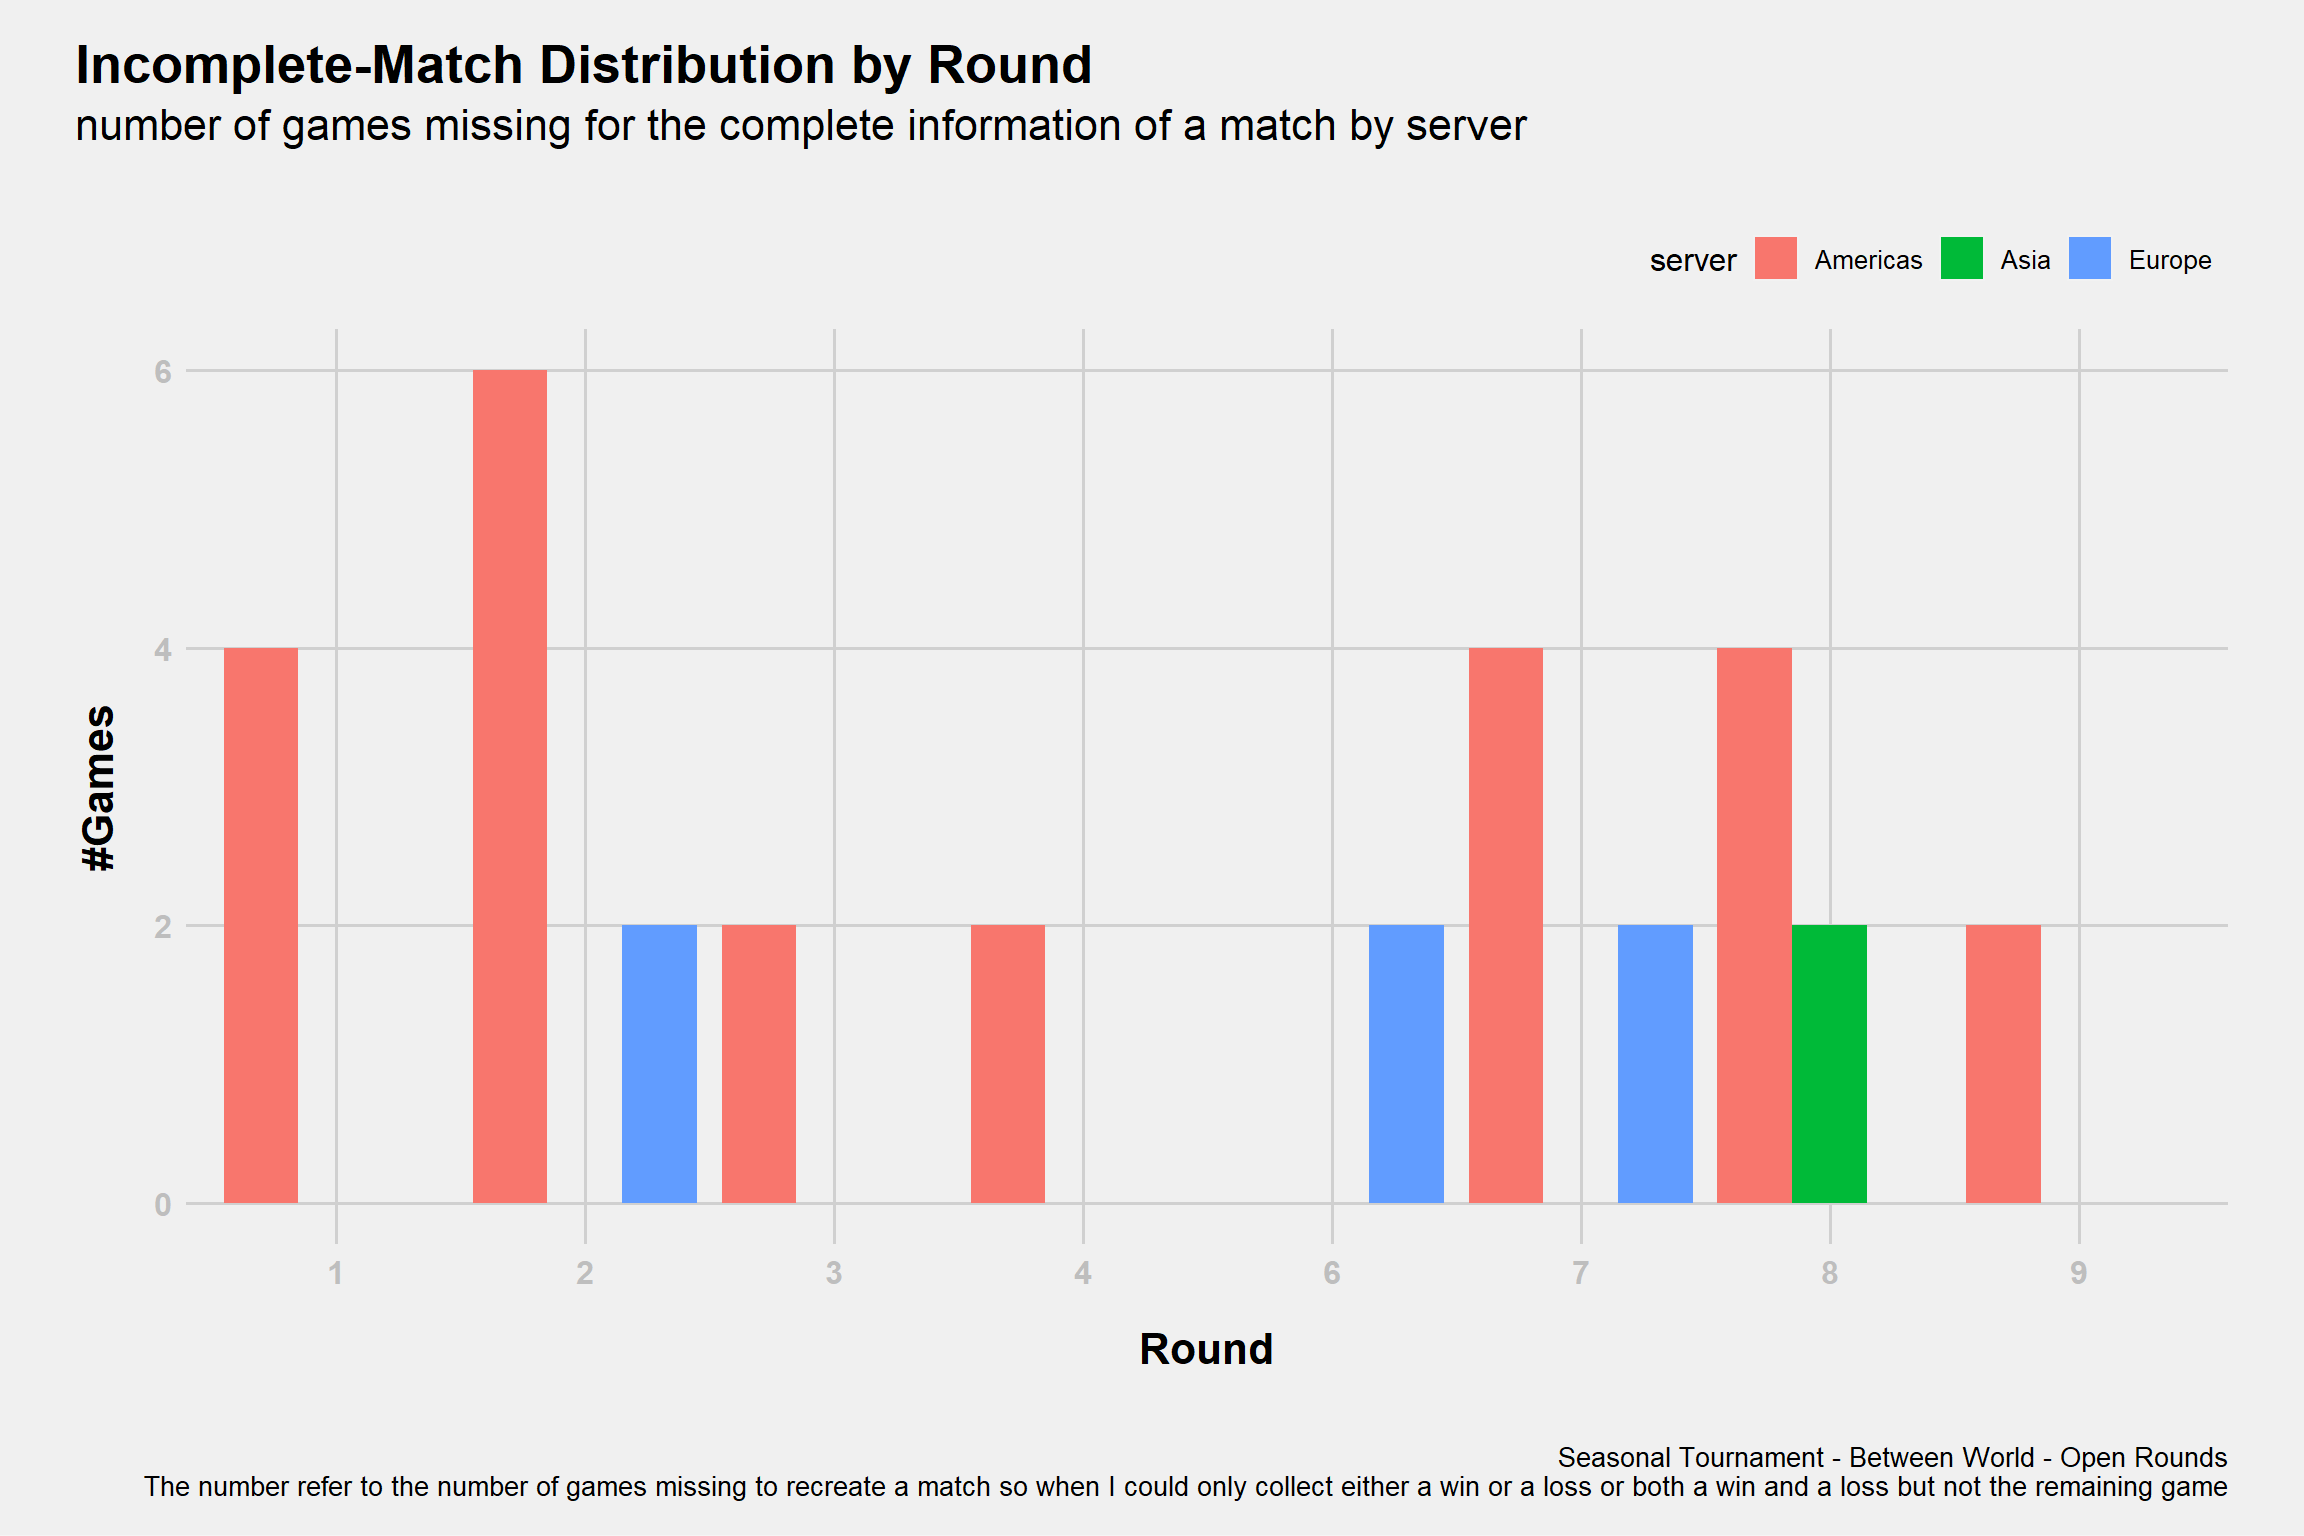 Incomplete-Match Distribution by Round
number of games missing for the complete information of a match by server
server Americas Asia Europe
6
4
2
0
#Games
1 2 3 4 6 7 8 9
Round
Seasonal Tournament - Between World - Open Rounds
The number refer to the number of games missing to recreate a match so when I could only collect either a win or a loss or both a win and a loss but not the remaining game